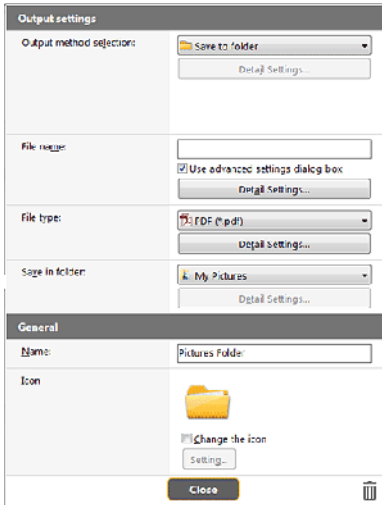 Output settings
Output method selection:
Save to folder
Detail Settings...
File name:
Use advanced settings dialog box
Detail Settings...
File type:
PDF (*.pdf)
Detail Settings...
Save in folder:
My Pictures
Detail Settings...
General
Name:
Pictures Folder
Icon
Change the icon
Setting...
Close